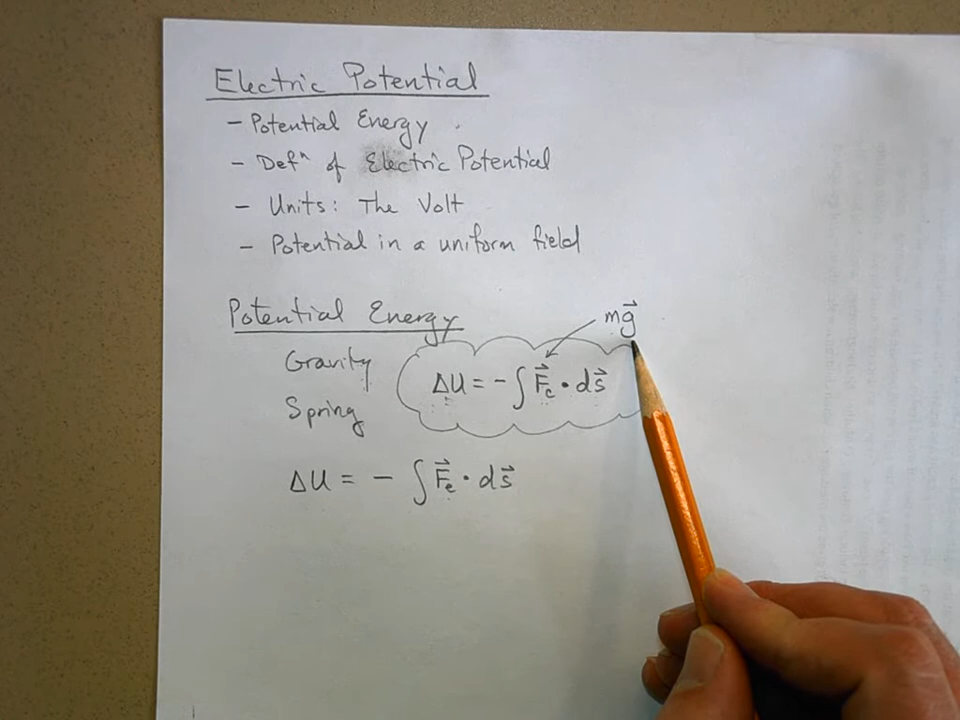 Electric Potential
- Potential Energy
- Defⁿ of Electric Potential
- Units: The Volt
- Potential in a uniform field
Potential Energy
mg⃗
Gravity
ΔU = - ∫ F⃗c · ds⃗
Spring
ΔU = - ∫ F⃗e · ds⃗